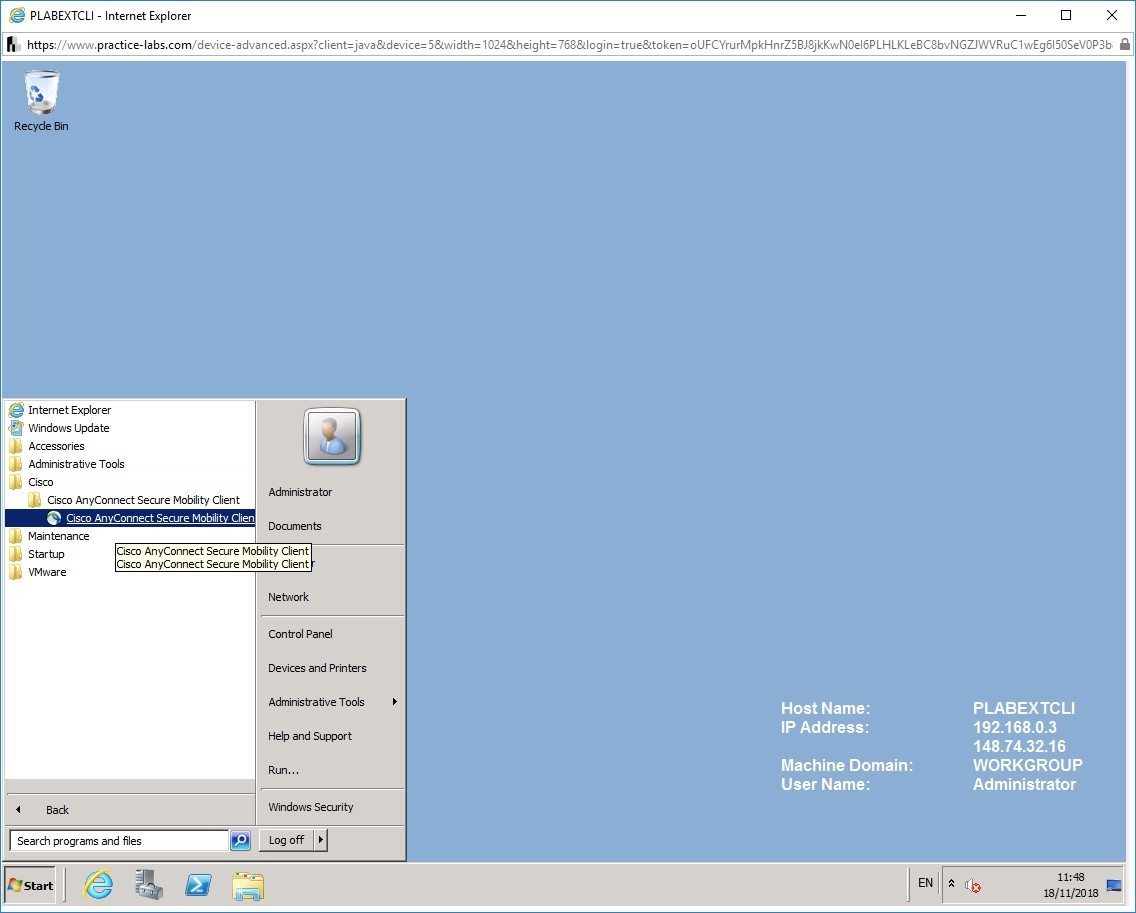 PLABEXTCLI - Internet Explorer
https://www.practice-labs.com/device-advanced.aspx?client=java&device=5&width=1024&height=768&login=true&token=oUFCYrurMpkHnrZ5BJ8jkKwN0eI6PLHLKLeBC8bvNGZJWVRuC1wEg6I50SeV0P3b
Recycle Bin
Internet Explorer
Windows Update
Accessories
Administrative Tools
Cisco
Cisco AnyConnect Secure Mobility Client
Cisco AnyConnect Secure Mobility Clien
Maintenance
Startup
VMware
Cisco AnyConnect Secure Mobility Client
Cisco AnyConnect Secure Mobility Client
Back
Search programs and files
Administrator
Documents
Network
Control Panel
Devices and Printers
Administrative Tools
Help and Support
Run...
Windows Security
Log off
Host Name: PLABEXTCLI
IP Address: 192.168.0.3
148.74.32.16
Machine Domain: WORKGROUP
User Name: Administrator
Start
EN
11:48
18/11/2018